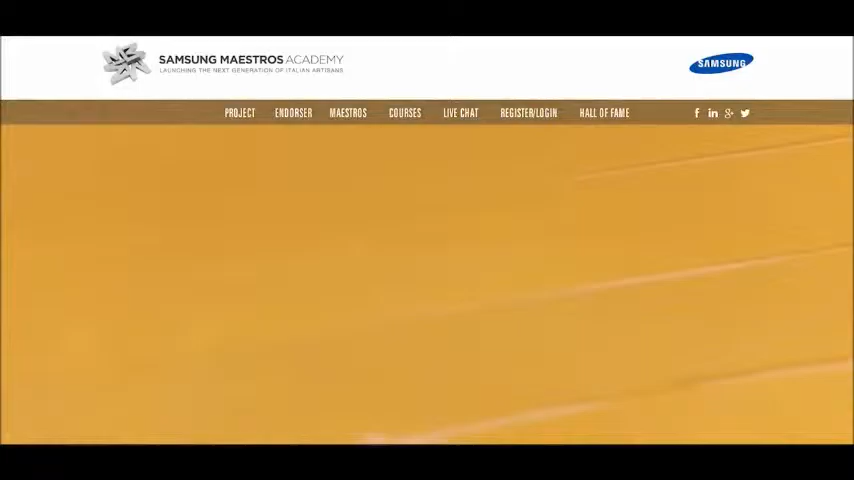 SAMSUNG MAESTROS ACADEMY
LAUNCHING THE NEXT GENERATION OF ITALIAN ARTISANS
SAMSUNG
PROJECT ENDORSER MAESTROS COURSES LIVE CHAT REGISTER/LOGIN HALL OF FAME f in g+